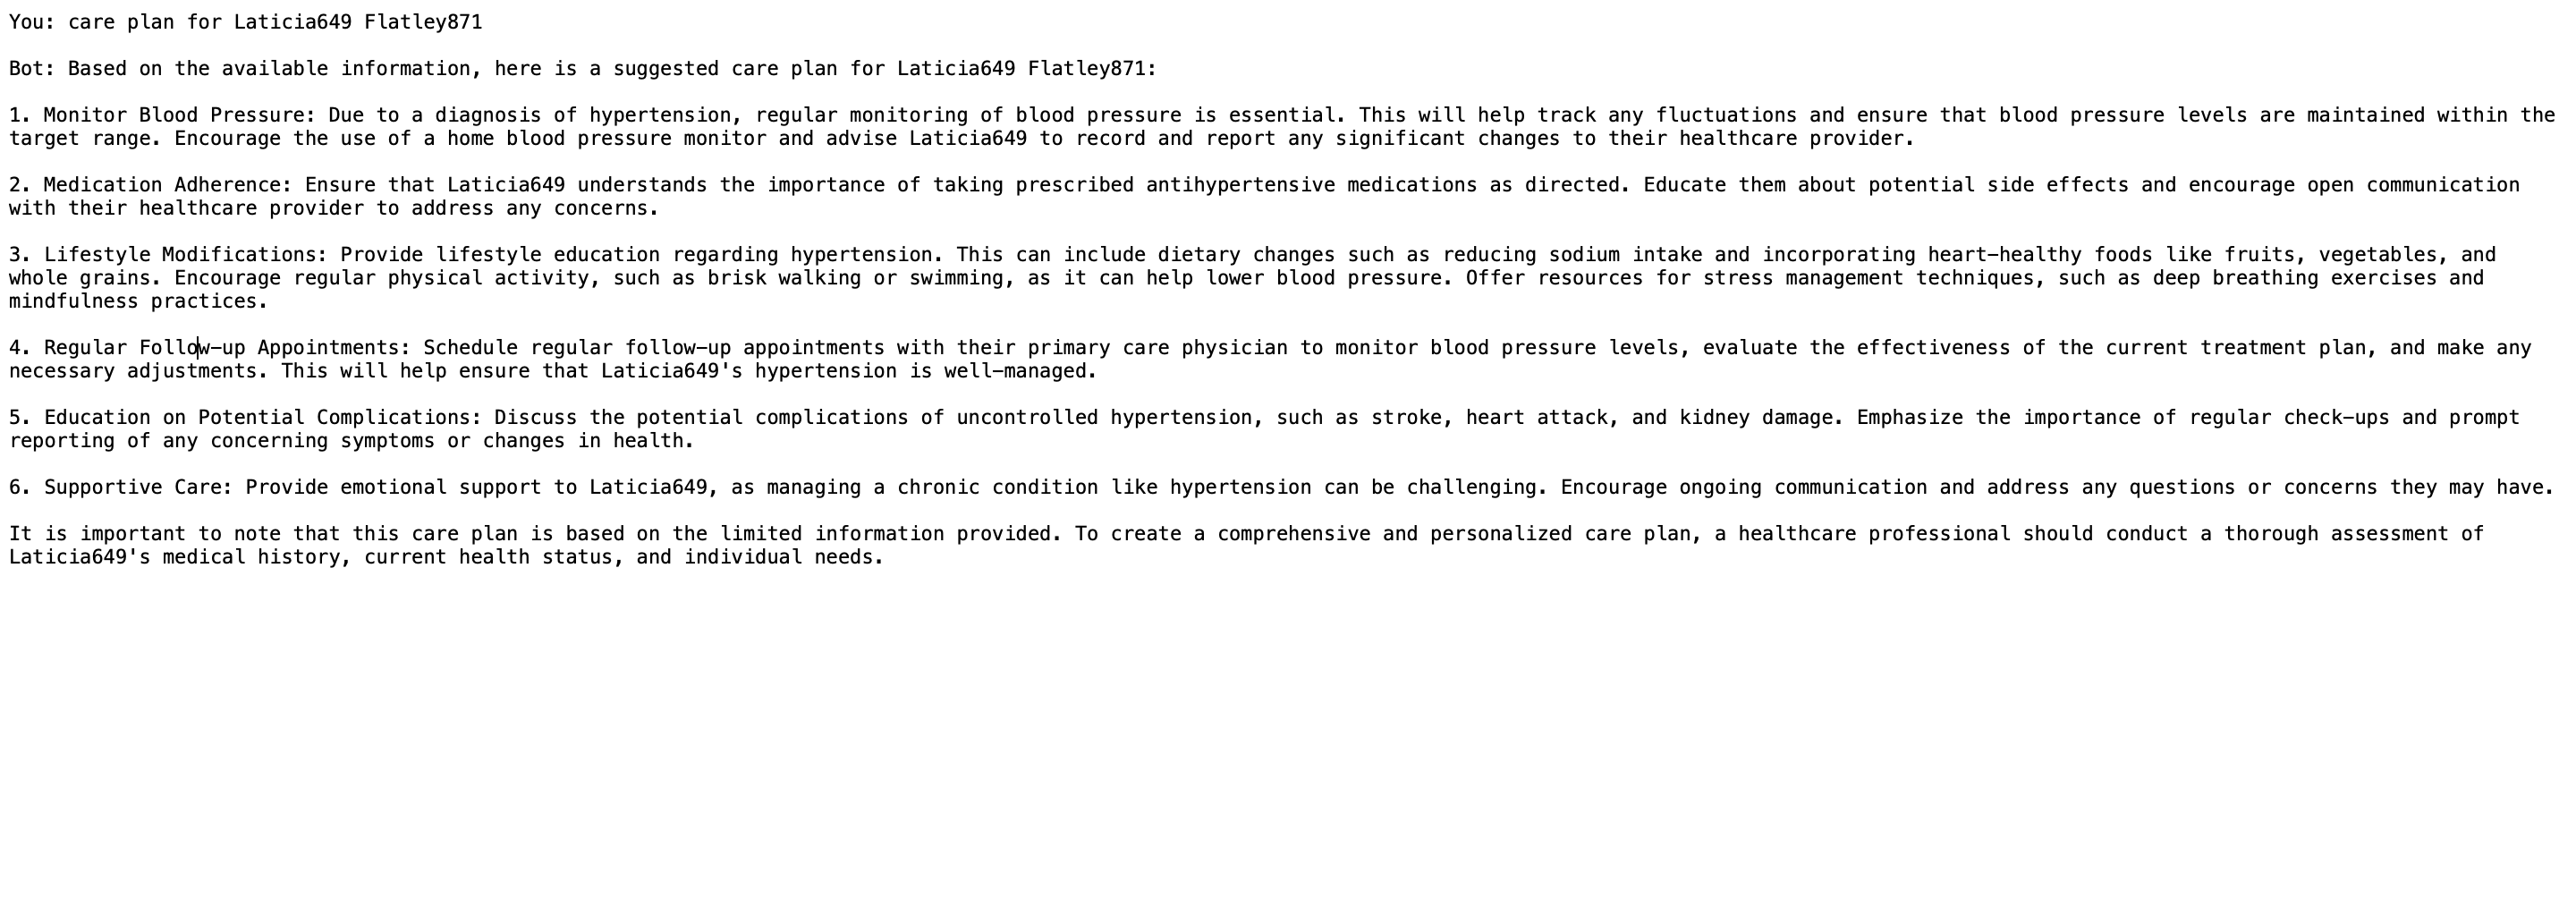 You: care plan for Laticia649 Flatley871
Bot: Based on the available information, here is a suggested care plan for Laticia649 Flatley871:
1. Monitor Blood Pressure: Due to a diagnosis of hypertension, regular monitoring of blood pressure is essential. This will help track any fluctuations and ensure that blood pressure levels are maintained within the
target range. Encourage the use of a home blood pressure monitor and advise Laticia649 to record and report any significant changes to their healthcare provider.
2. Medication Adherence: Ensure that Laticia649 understands the importance of taking prescribed antihypertensive medications as directed. Educate them about potential side effects and encourage open communication
with their healthcare provider to address any concerns.
3. Lifestyle Modifications: Provide lifestyle education regarding hypertension. This can include dietary changes such as reducing sodium intake and incorporating heart-healthy foods like fruits, vegetables, and
whole grains. Encourage regular physical activity, such as brisk walking or swimming, as it can help lower blood pressure. Offer resources for stress management techniques, such as deep breathing exercises and
mindfulness practices.
4. Regular Follow-up Appointments: Schedule regular follow-up appointments with their primary care physician to monitor blood pressure levels, evaluate the effectiveness of the current treatment plan, and make any
necessary adjustments. This will help ensure that Laticia649's hypertension is well-managed.
5. Education on Potential Complications: Discuss the potential complications of uncontrolled hypertension, such as stroke, heart attack, and kidney damage. Emphasize the importance of regular check-ups and prompt
reporting of any concerning symptoms or changes in health.
6. Supportive Care: Provide emotional support to Laticia649, as managing a chronic condition like hypertension can be challenging. Encourage ongoing communication and address any questions or concerns they may have.
It is important to note that this care plan is based on the limited information provided. To create a comprehensive and personalized care plan, a healthcare professional should conduct a thorough assessment of
Laticia649's medical history, current health status, and individual needs.